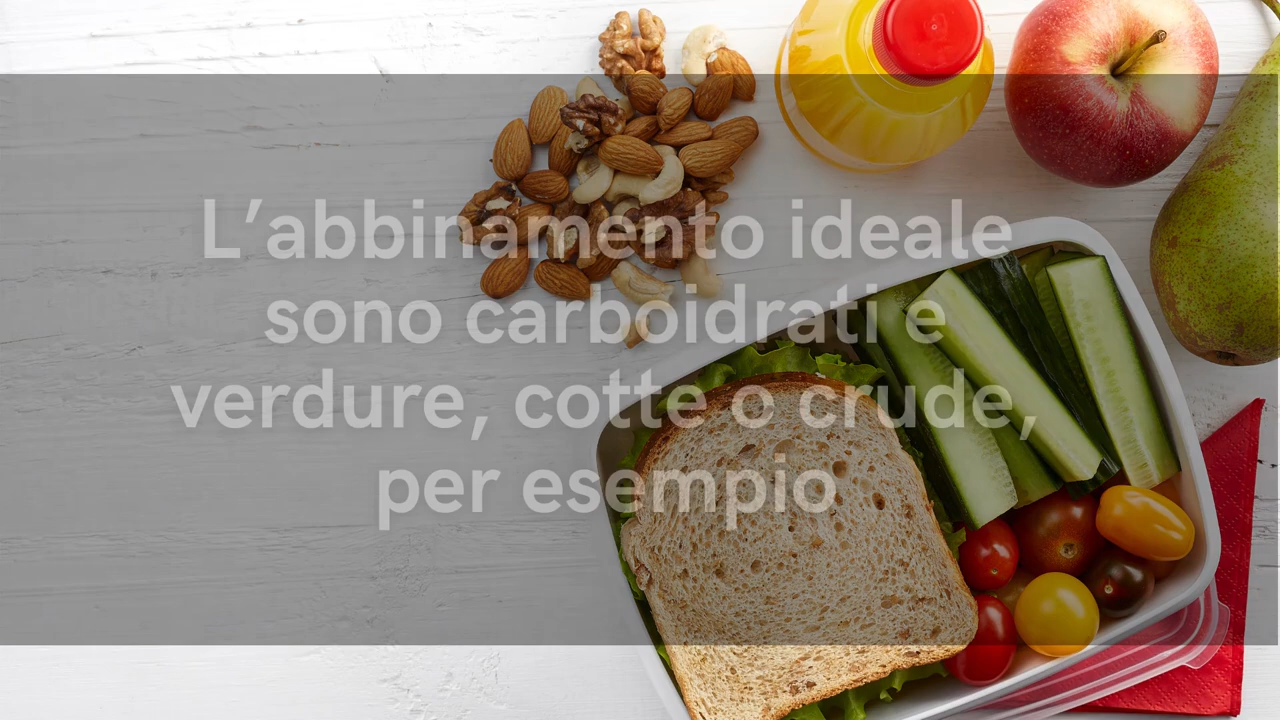 L’abbinamento ideale
sono carboidrati e
verdure, cotte o crude,
per esempio